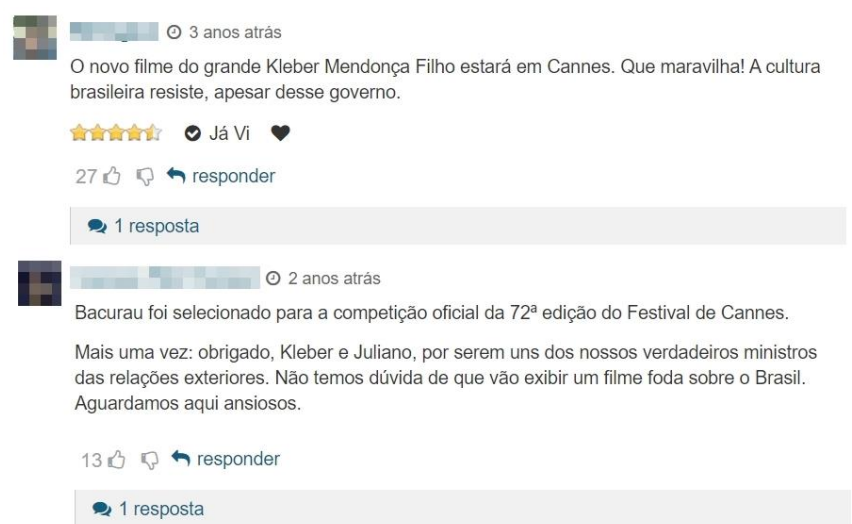 3 anos atrás
O novo filme do grande Kleber Mendonça Filho estará em Cannes. Que maravilha! A cultura
brasileira resiste, apesar desse governo.
Já Vi
27 responder
1 resposta
2 anos atrás
Bacurau foi selecionado para a competição oficial da 72ª edição do Festival de Cannes.
Mais uma vez: obrigado, Kleber e Juliano, por serem uns dos nossos verdadeiros ministros
das relações exteriores. Não temos dúvida de que vão exibir um filme foda sobre o Brasil.
Aguardamos aqui ansiosos.
13 responder
1 resposta